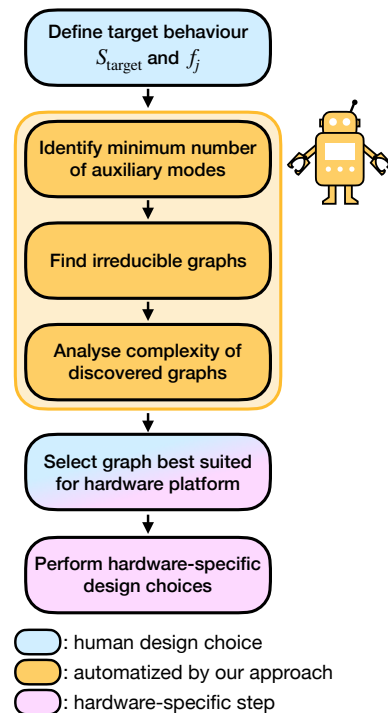 Define target behaviour
S_target and f_j
Identify minimum number
of auxiliary modes
Find irreducible graphs
Analyse complexity of
discovered graphs
Select graph best suited
for hardware platform
Perform hardware-specific
design choices
: human design choice
: automatized by our approach
: hardware-specific step